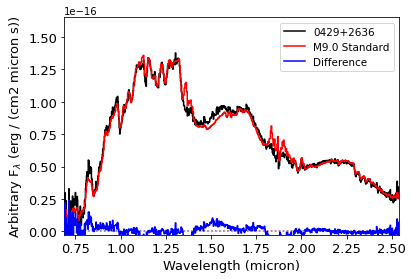 1e−16
0429+2636
M9.0 Standard
Difference
Arbitrary Fλ (erg / (cm2 micron s))
1.50
1.25
1.00
0.75
0.50
0.25
0.00
0.75 1.00 1.25 1.50 1.75 2.00 2.25 2.50
Wavelength (micron)